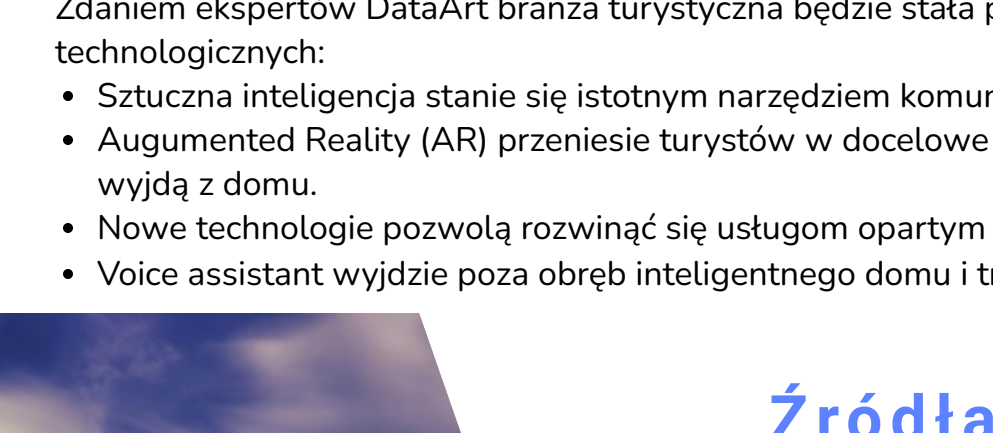 Zdaniem ekspertów DataArt branża turystyczna będzie stała p
technologicznych:
• Sztuczna inteligencja stanie się istotnym narzędziem komun
• Augumented Reality (AR) przeniesie turystów w docelowe
wyjdą z domu.
• Nowe technologie pozwolą rozwinąć się usługom opartym
• Voice assistant wyjdzie poza obręb inteligentnego domu i tr
Źródła